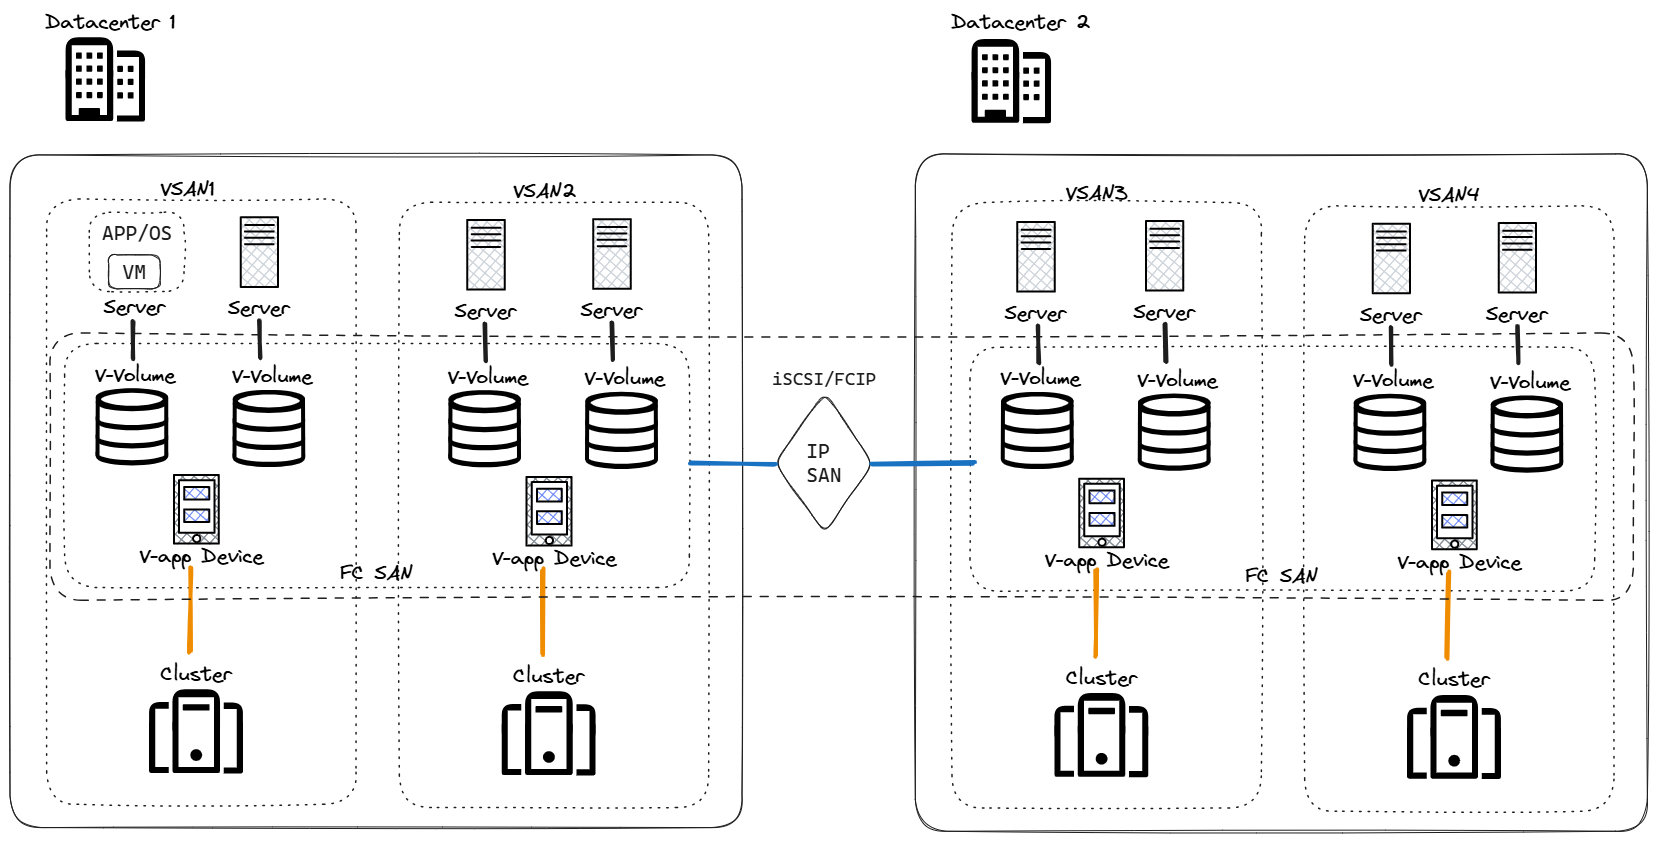 Datacenter 1
Datacenter 2
VSAN1
VSAN2
VSAN3
VSAN4
APP/OS
VM
Server
Server
Server
Server
Server
Server
Server
Server
V-Volume
V-Volume
V-Volume
V-Volume
iSCSI/FCIP
V-Volume
V-Volume
V-Volume
V-Volume
IP
SAN
V-app Device
V-app Device
V-app Device
V-app Device
FC SAN
FC SAN
Cluster
Cluster
Cluster
Cluster